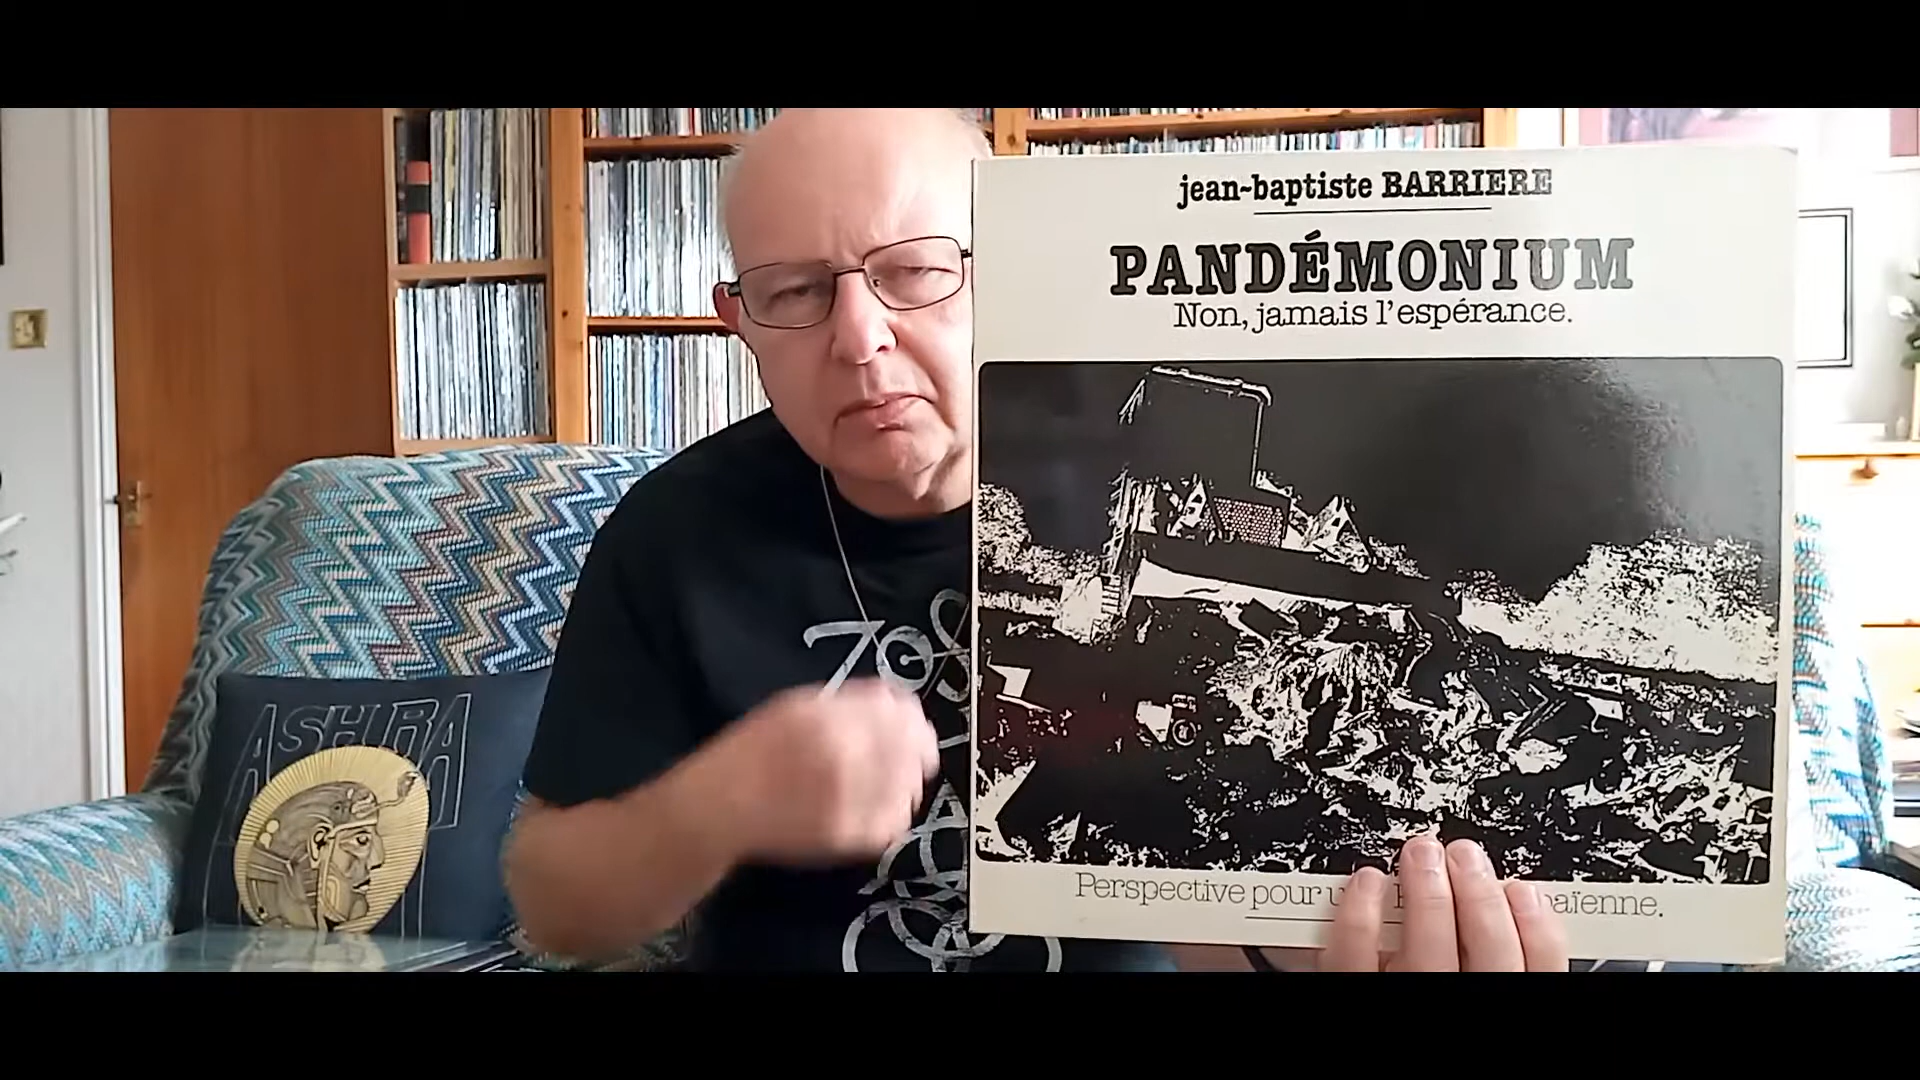 jean-baptiste BARRIERE
PANDÉMONIUM
Non, jamais l'espérance.
Perspective pour païenne.
ASHRA